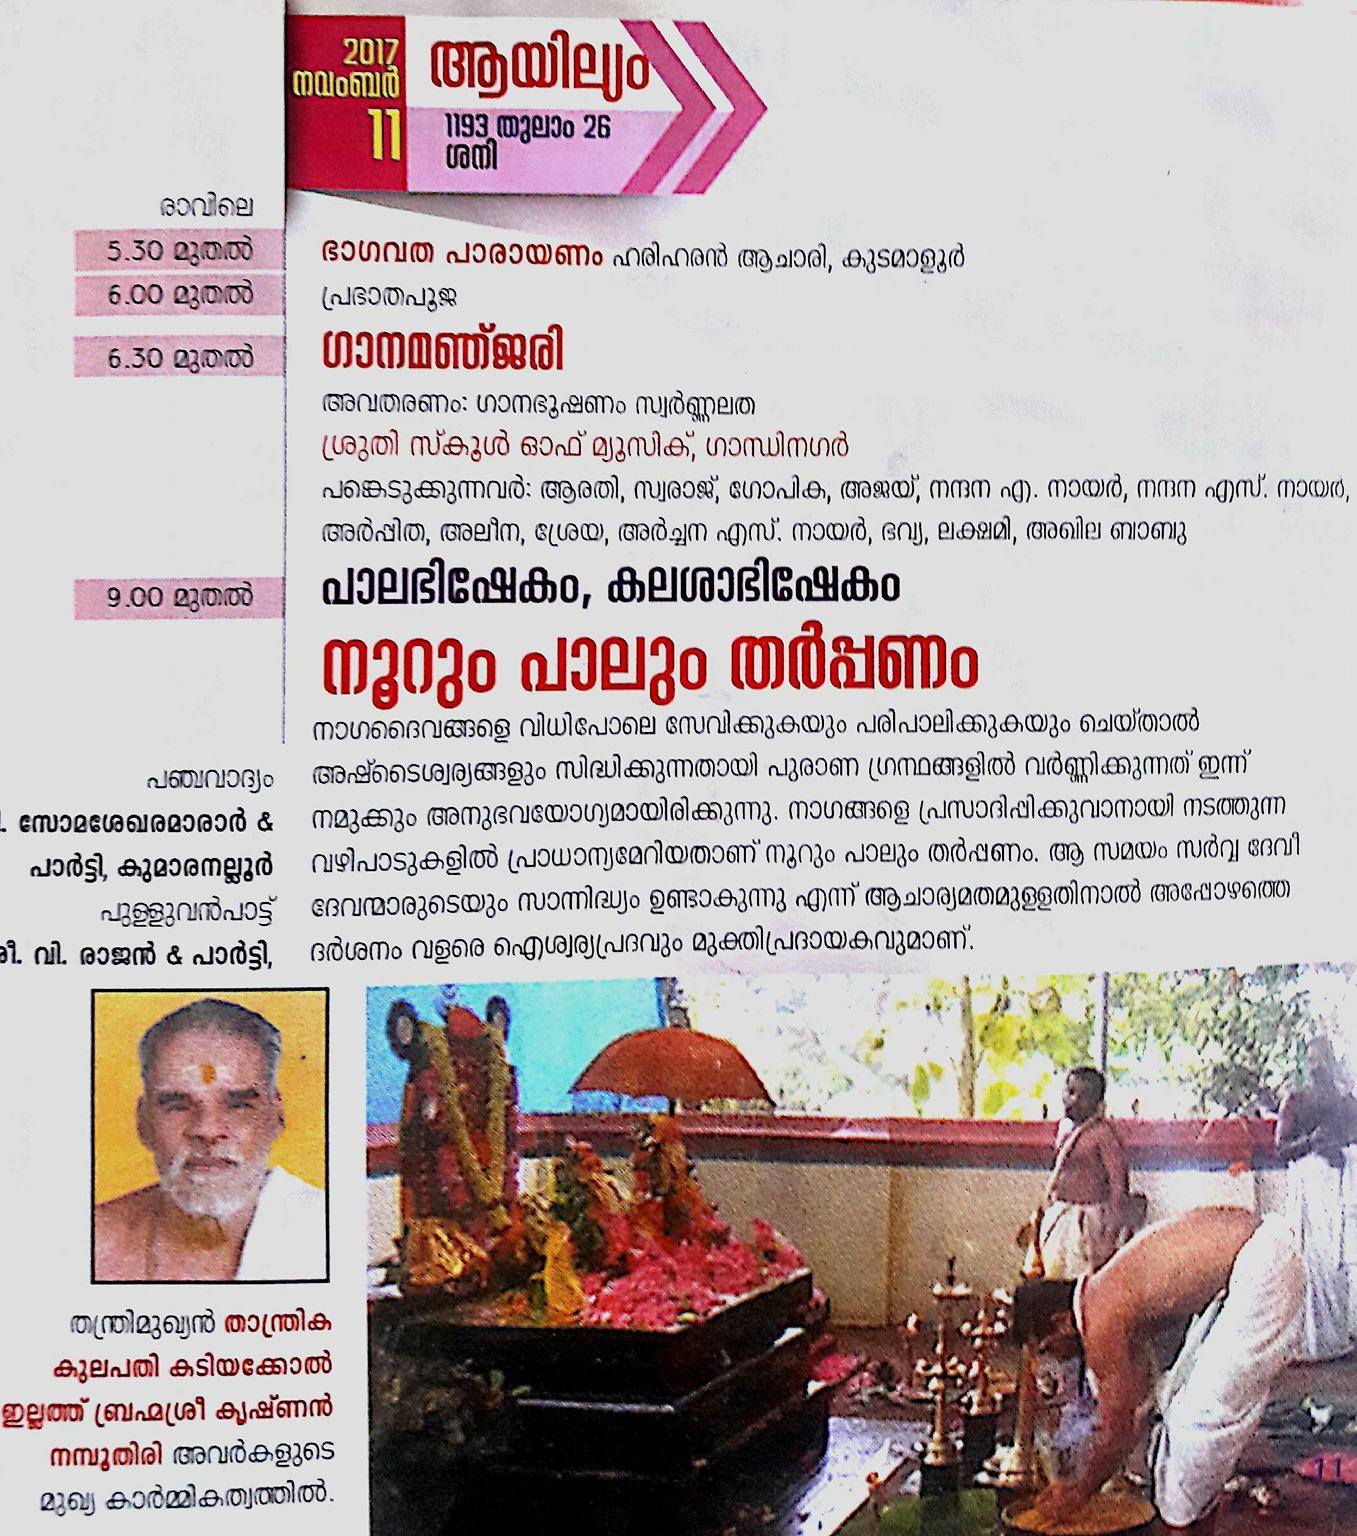 2017
നവംബർ
11
ആയില്യം
1193 തുലാം 26
ശനി
രാവിലെ
5.30 മുതൽ
ഭാഗവത പാരായണം ഹരിഹരൻ ആചാരി, കുടമാളൂർ
6.00 മുതൽ
പ്രഭാതപൂജ
6.30 മുതൽ
ഗാനമഞ്ജരി
അവതരണം: ഗാനഭൂഷണം സ്വർണ്ണലത
ശ്രുതി സ്കൂൾ ഓഫ് മ്യൂസിക്, ഗാന്ധിനഗർ
പങ്കെടുക്കുന്നവർ: ആരതി, സ്വരാജ്, ഗോപിക, അജയ്, നന്ദന എ. നായർ, നന്ദന എസ്. നായർ,
അർപ്പിത, അലീന, ശ്രേയ, അർച്ചന എസ്. നായർ, ഭവ്യ, ലക്ഷമി, അഖില ബാബു
9.00 മുതൽ
പാലഭിഷേകം, കലശാഭിഷേകം
നൂറും പാലും തർപ്പണം
നാഗദൈവങ്ങളെ വിധിപോലെ സേവിക്കുകയും പരിപാലിക്കുകയും ചെയ്താൽ
അഷ്ടൈശ്വര്യങ്ങളും സിദ്ധിക്കുന്നതായി പുരാണ ഗ്രന്ഥങ്ങളിൽ വർണ്ണിക്കുന്നത് ഇന്ന്
നമുക്കും അനുഭവയോഗ്യമായിരിക്കുന്നു. നാഗങ്ങളെ പ്രസാദിപ്പിക്കുവാനായി നടത്തുന്ന
വഴിപാടുകളിൽ പ്രാധാന്യമേറിയതാണ് നൂറും പാലും തർപ്പണം. ആ സമയം സർവ്വ ദേവീ
ദേവന്മാരുടെയും സാന്നിദ്ധ്യം ഉണ്ടാകുന്നു എന്ന് ആചാര്യമതമുള്ളതിനാൽ അപ്പോഴത്തെ
ദർശനം വളരെ ഐശ്വര്യപ്രദവും മുക്തിപ്രദായകവുമാണ്.
പഞ്ചവാദ്യം
സോമശേഖരമാരാർ &
പാർട്ടി, കുമാരനല്ലൂർ
പുള്ളുവൻപാട്ട്
വി. രാജൻ & പാർട്ടി,
തന്ത്രിമുഖ്യൻ താന്ത്രിക
കുലപതി കടിയക്കോൽ
ഇല്ലത്ത് ബ്രഹ്മശ്രീ കൃഷ്ണൻ
നമ്പൂതിരി അവർകളുടെ
മുഖ്യ കാർമ്മികത്വത്തിൽ.
11